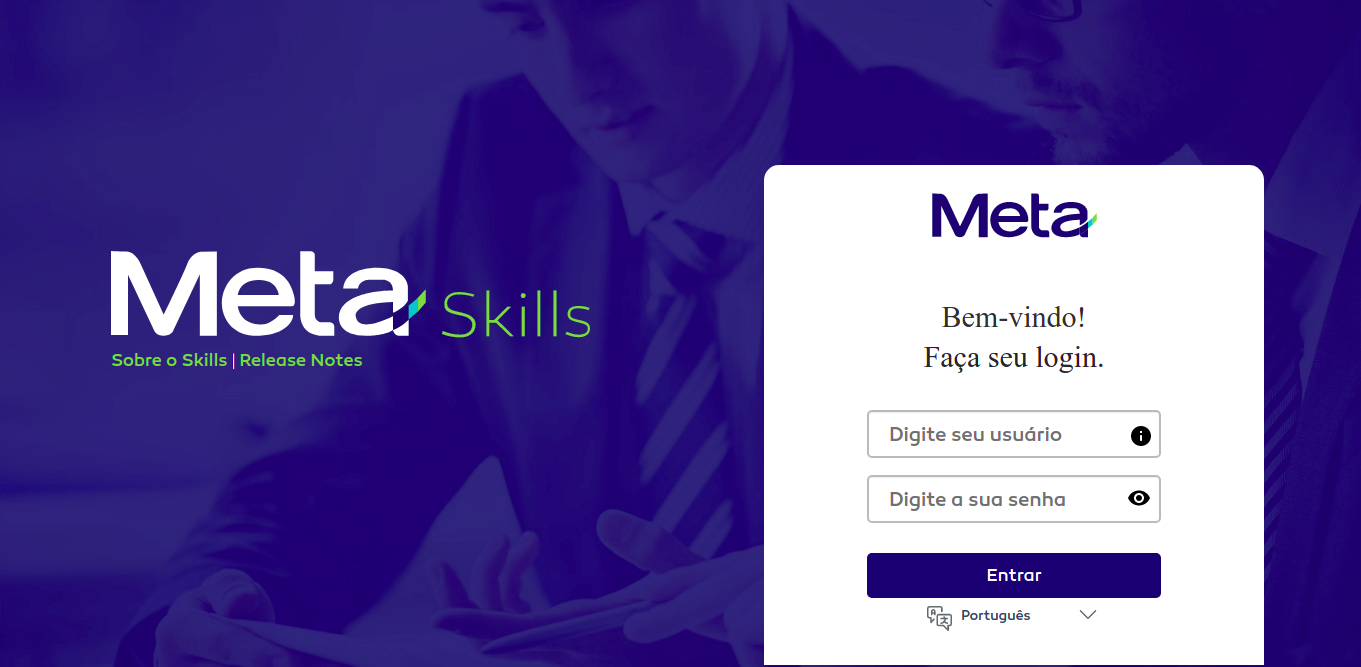 Meta Skills
Sobre o Skills | Release Notes
Meta
Bem-vindo!
Faça seu login.
Digite seu usuário
Digite a sua senha
Entrar
Português